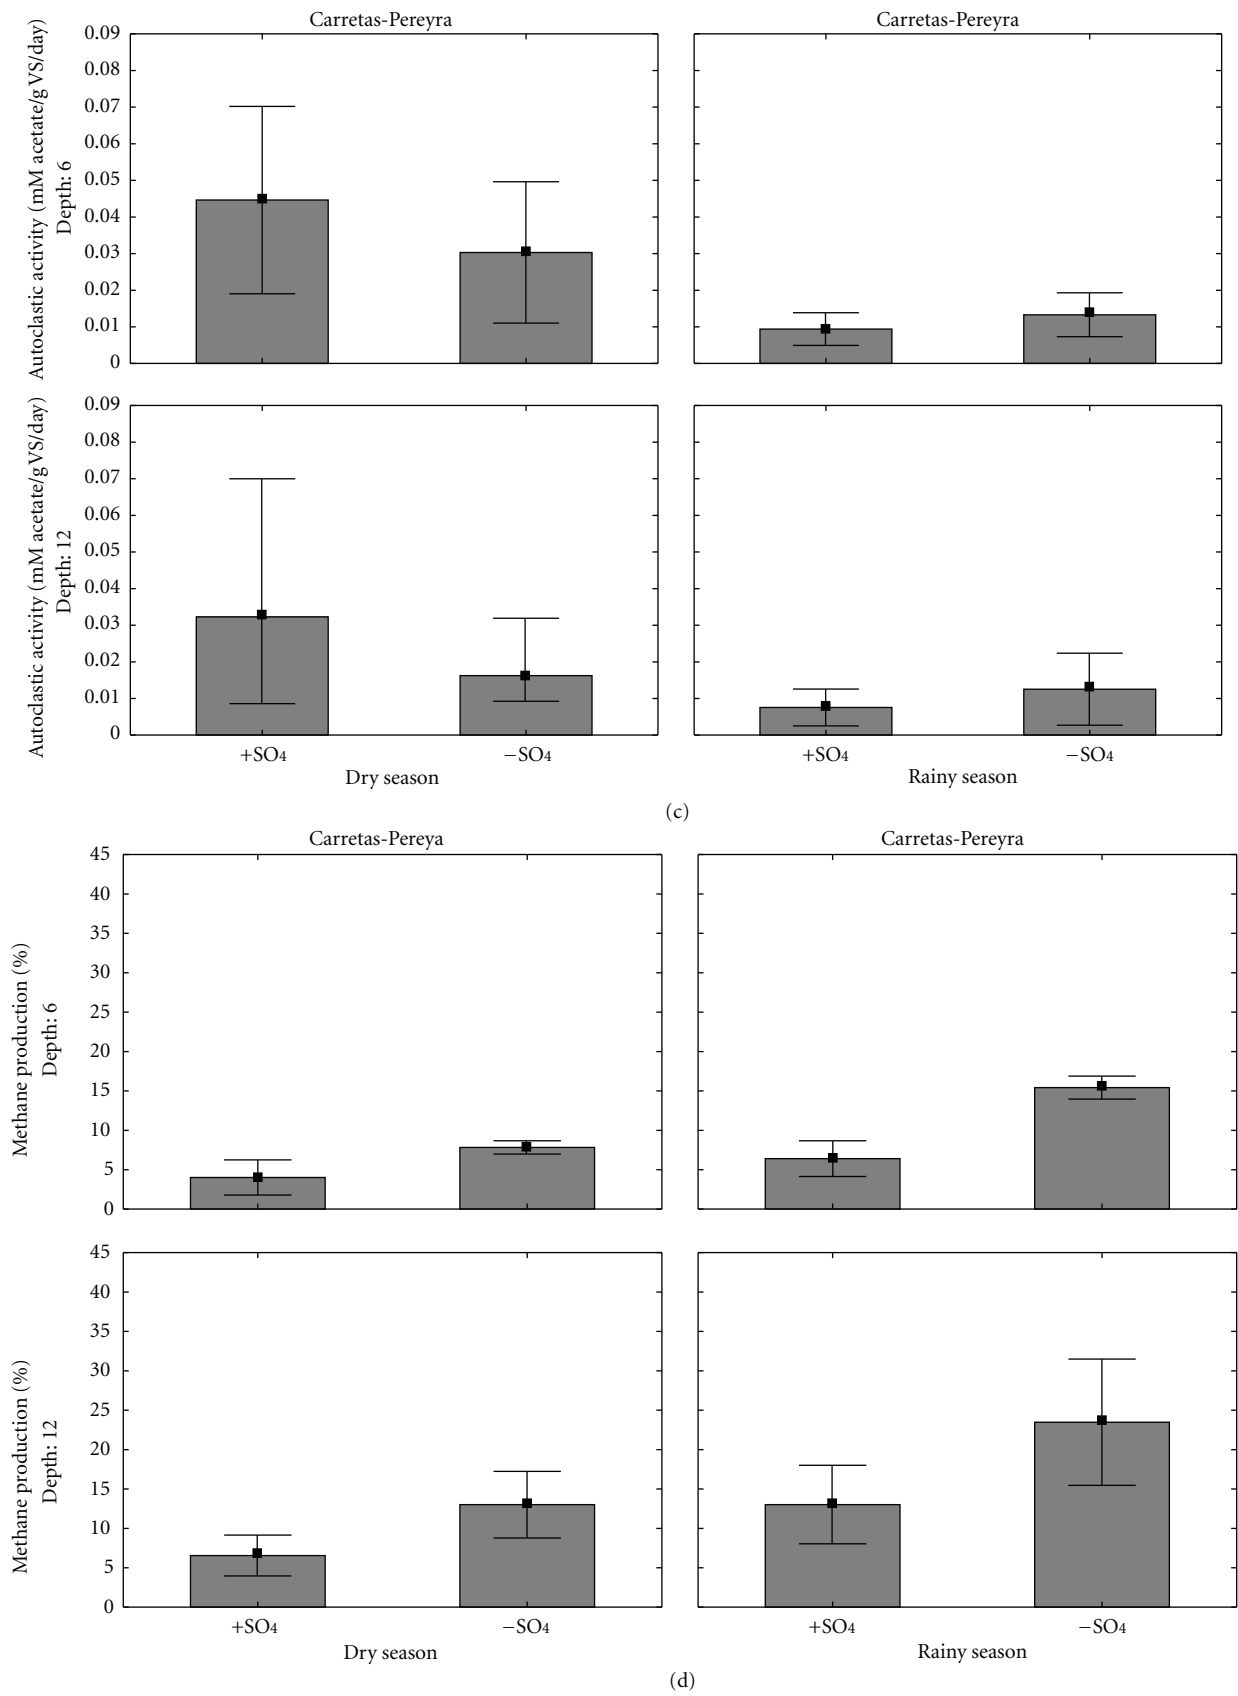 Carretas-Pereyra
Carretas-Pereyra
Autoclastic activity (mM acetate/g VS/day)
Depth: 6
0.09
0.08
0.07
0.06
0.05
0.04
0.03
0.02
0.01
0
Autoclastic activity (mM acetate/g VS/day)
Depth: 12
0.09
0.08
0.07
0.06
0.05
0.04
0.03
0.02
0.01
0
+SO4
−SO4
+SO4
−SO4
Dry season
Rainy season
(c)
Carretas-Pereya
Carretas-Pereyra
Methane production (%)
Depth: 6
45
40
35
30
25
20
15
10
5
0
Methane production (%)
Depth: 12
45
40
35
30
25
20
15
10
5
0
+SO4
−SO4
+SO4
−SO4
Dry season
Rainy season
(d)